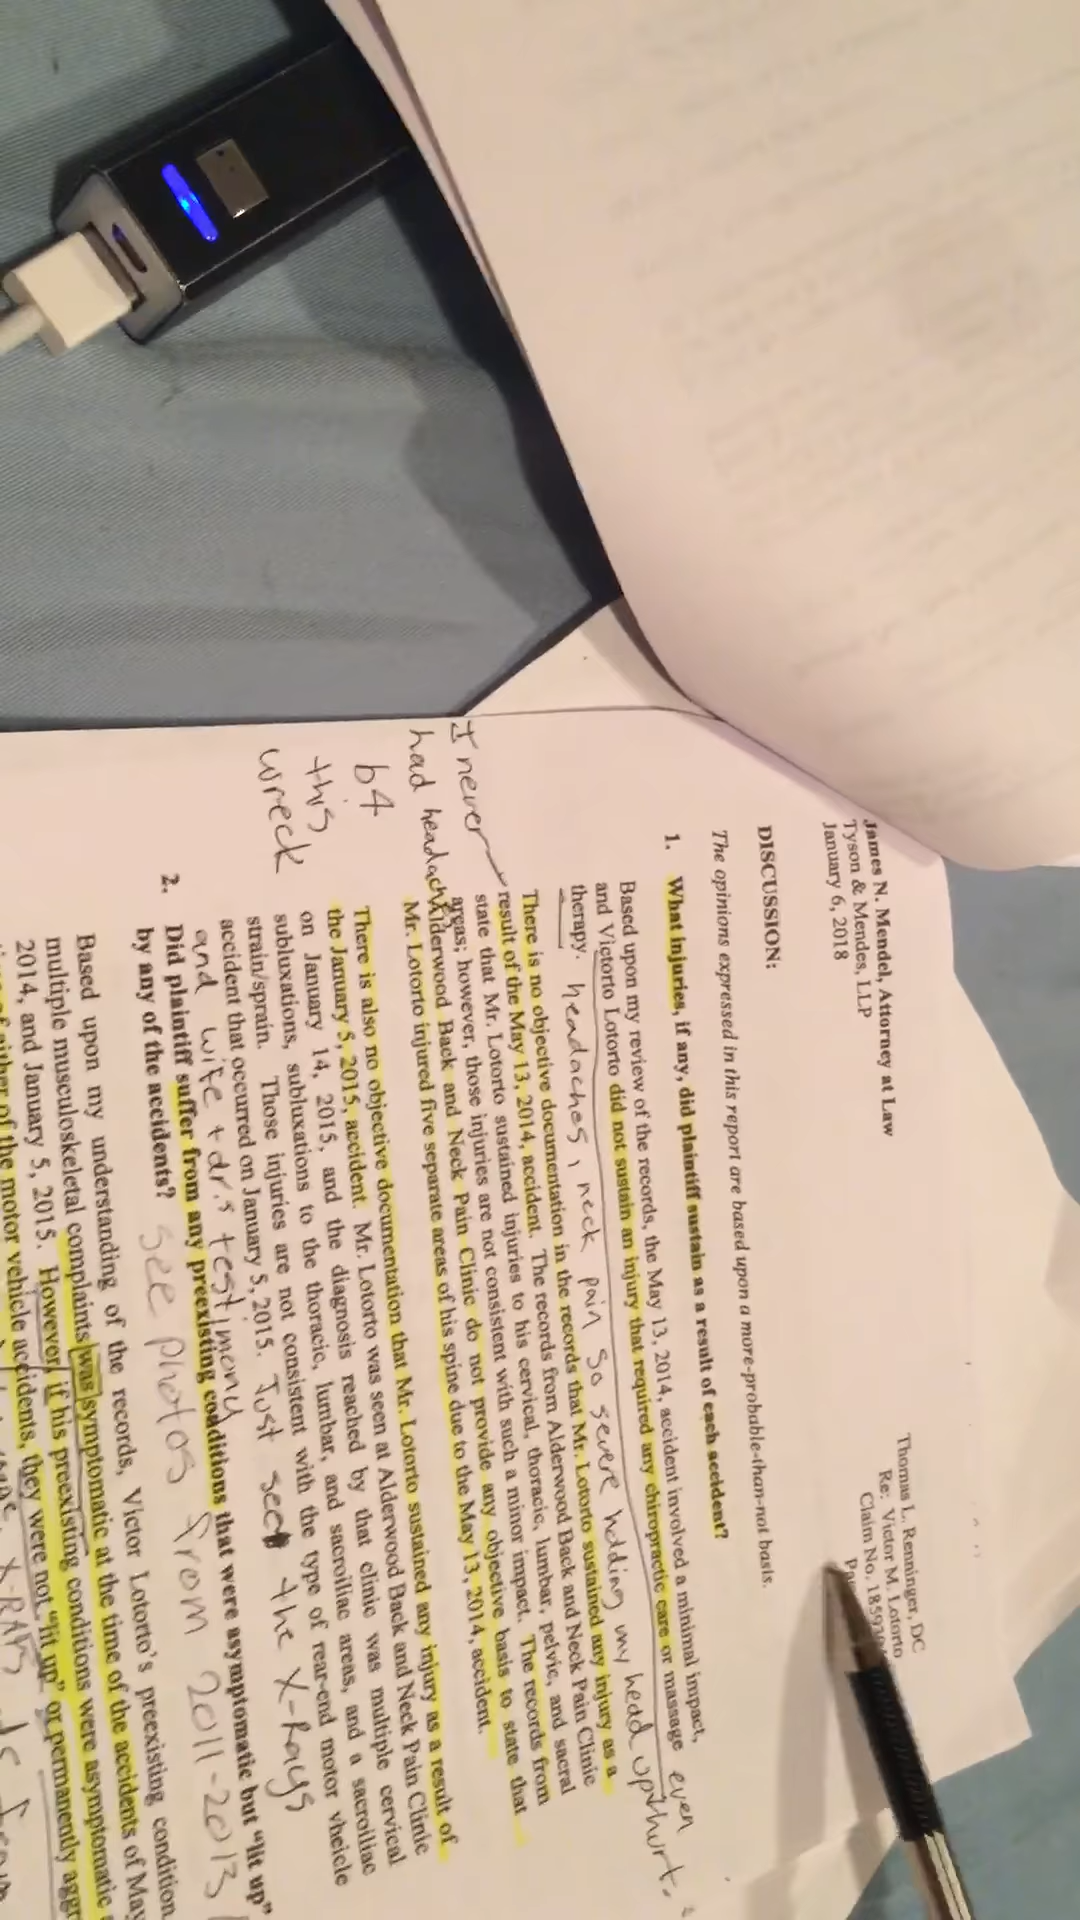 James N. Mendel, Attorney at Law
Tyson & Mendes, LLP
January 6, 2018
Thomas L. Renninger, DC
Re: Victor M. Lotorto
Claim No. 18593
DISCUSSION:
The opinions expressed in this report are based upon a more-probable-than-not basis.
1. What injuries, if any, did plaintiff sustain as a result of each accident?
Based upon my review of the records, the May 13, 2014, accident involved a minimal impact,
and Victorto Lotorto did not sustain an injury that required any chiropractic care or massage
therapy. headaches, neck pain so severe holding my head up hurt.
even
There is no objective documentation in the records that Mr. Lotorto sustained any injury as a
result of the May 13, 2014, accident. The records from Alderwood Back and Neck Pain Clinic
state that Mr. Lotorto sustained injuries to his cervical, thoracic, lumbar, pelvic, and sacral
areas; however, those injuries are not consistent with such a minor impact. The records from
Alderwood Back and Neck Pain Clinic do not provide any objective basis to state that
Mr. Lotorto injured five separate areas of his spine due to the May 13, 2014, accident.
I never
had headach
b4
this
wreck
There is also no objective documentation that Mr. Lotorto sustained any injury as a result of
the January 5, 2015, accident. Mr. Lotorto was seen at Alderwood Back and Neck Pain Clinic
on January 14, 2015, and the diagnosis reached by that clinic was multiple cervical
subluxations, subluxations to the thoracic, lumbar, and sacroiliac areas, and a sacroiliac
strain/sprain. Those injuries are not consistent with the type of rear-end motor vheicle
accident that occurred on January 5, 2015. Just see the X-Rays
and wife + dr.'s testimony
2. Did plaintiff suffer from any preexisting conditions that were asymptomatic but "lit up"
by any of the accidents? see photos from 2011-2013
Based upon my understanding of the records, Victor Lotorto's preexisting condition
multiple musculoskeletal complaints was symptomatic at the time of the accidents of May
2014, and January 5, 2015. However, if his preexisting conditions were asymptomatic
of either of the motor vehicle accidents, they were not "lit up" or permanently aggr
X-RAYS